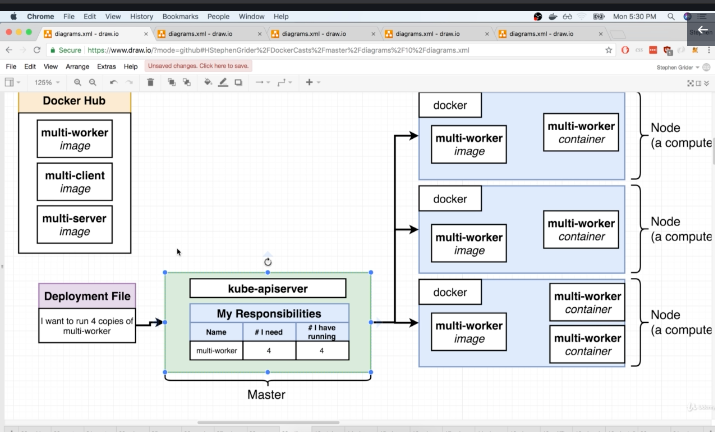 Chrome File Edit View History Bookmarks People Window Help
Mon 5:30 PM
diagrams.xml - draw.io
diagrams.xml - draw.io
diagrams.xml - draw.io
diagrams.xml - draw.io
diagrams.xml - draw.io
Secure https://www.draw.io/?mode=github#HStephenGrider%2FDockerCasts%2Fmaster%2Fdiagrams%2F10%2Fdiagrams.xml
File Edit View Arrange Extras Help Unsaved changes. Click here to save.
Stephen Grider
125%
Docker Hub
multi-worker
image
multi-client
image
multi-server
image
Deployment File
I want to run 4 copies of
multi-worker
kube-apiserver
My Responsibilities
Name # I need # I have
running
multi-worker 4 4
Master
docker
multi-worker
image
multi-worker
container
Node
(a compute
docker
multi-worker
image
multi-worker
container
Node
(a compute
docker
multi-worker
image
multi-worker
container
multi-worker
container
Node
(a compute